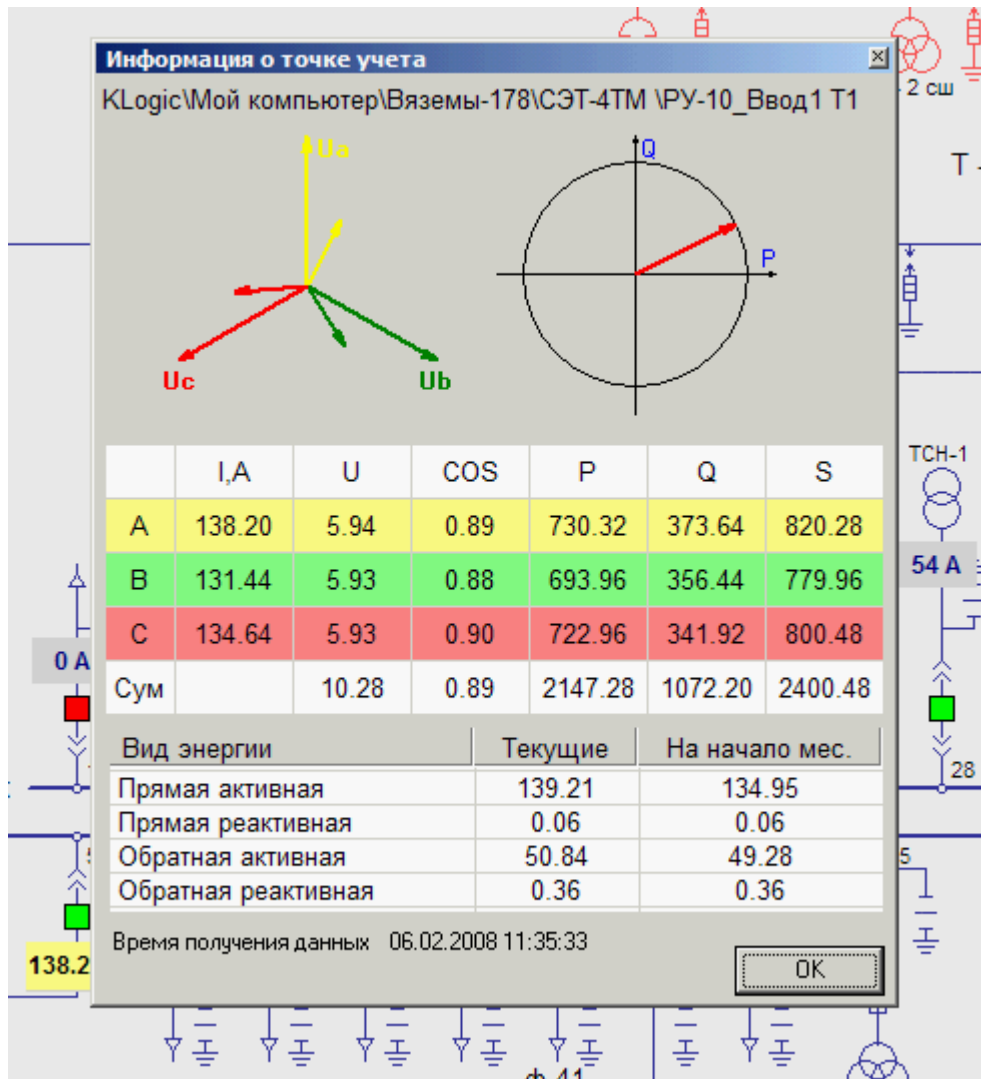 Информация о точке учета
KLogic\Мой компьютер\Вяземы-178\СЭТ-4ТМ \РУ-10_Ввод1 Т1
2 сш
Ua
Q
Т -
P
Uc
Ub
I,A U COS P Q S
A 138.20 5.94 0.89 730.32 373.64 820.28
B 131.44 5.93 0.88 693.96 356.44 779.96
C 134.64 5.93 0.90 722.96 341.92 800.48
Сум 10.28 0.89 2147.28 1072.20 2400.48
ТСН-1
54 А
0 А
Вид энергии Текущие На начало мес.
Прямая активная 139.21 134.95
Прямая реактивная 0.06 0.06
Обратная активная 50.84 49.28
Обратная реактивная 0.36 0.36
28
5
Время получения данных 06.02.2008 11:35:33
OK
138.2